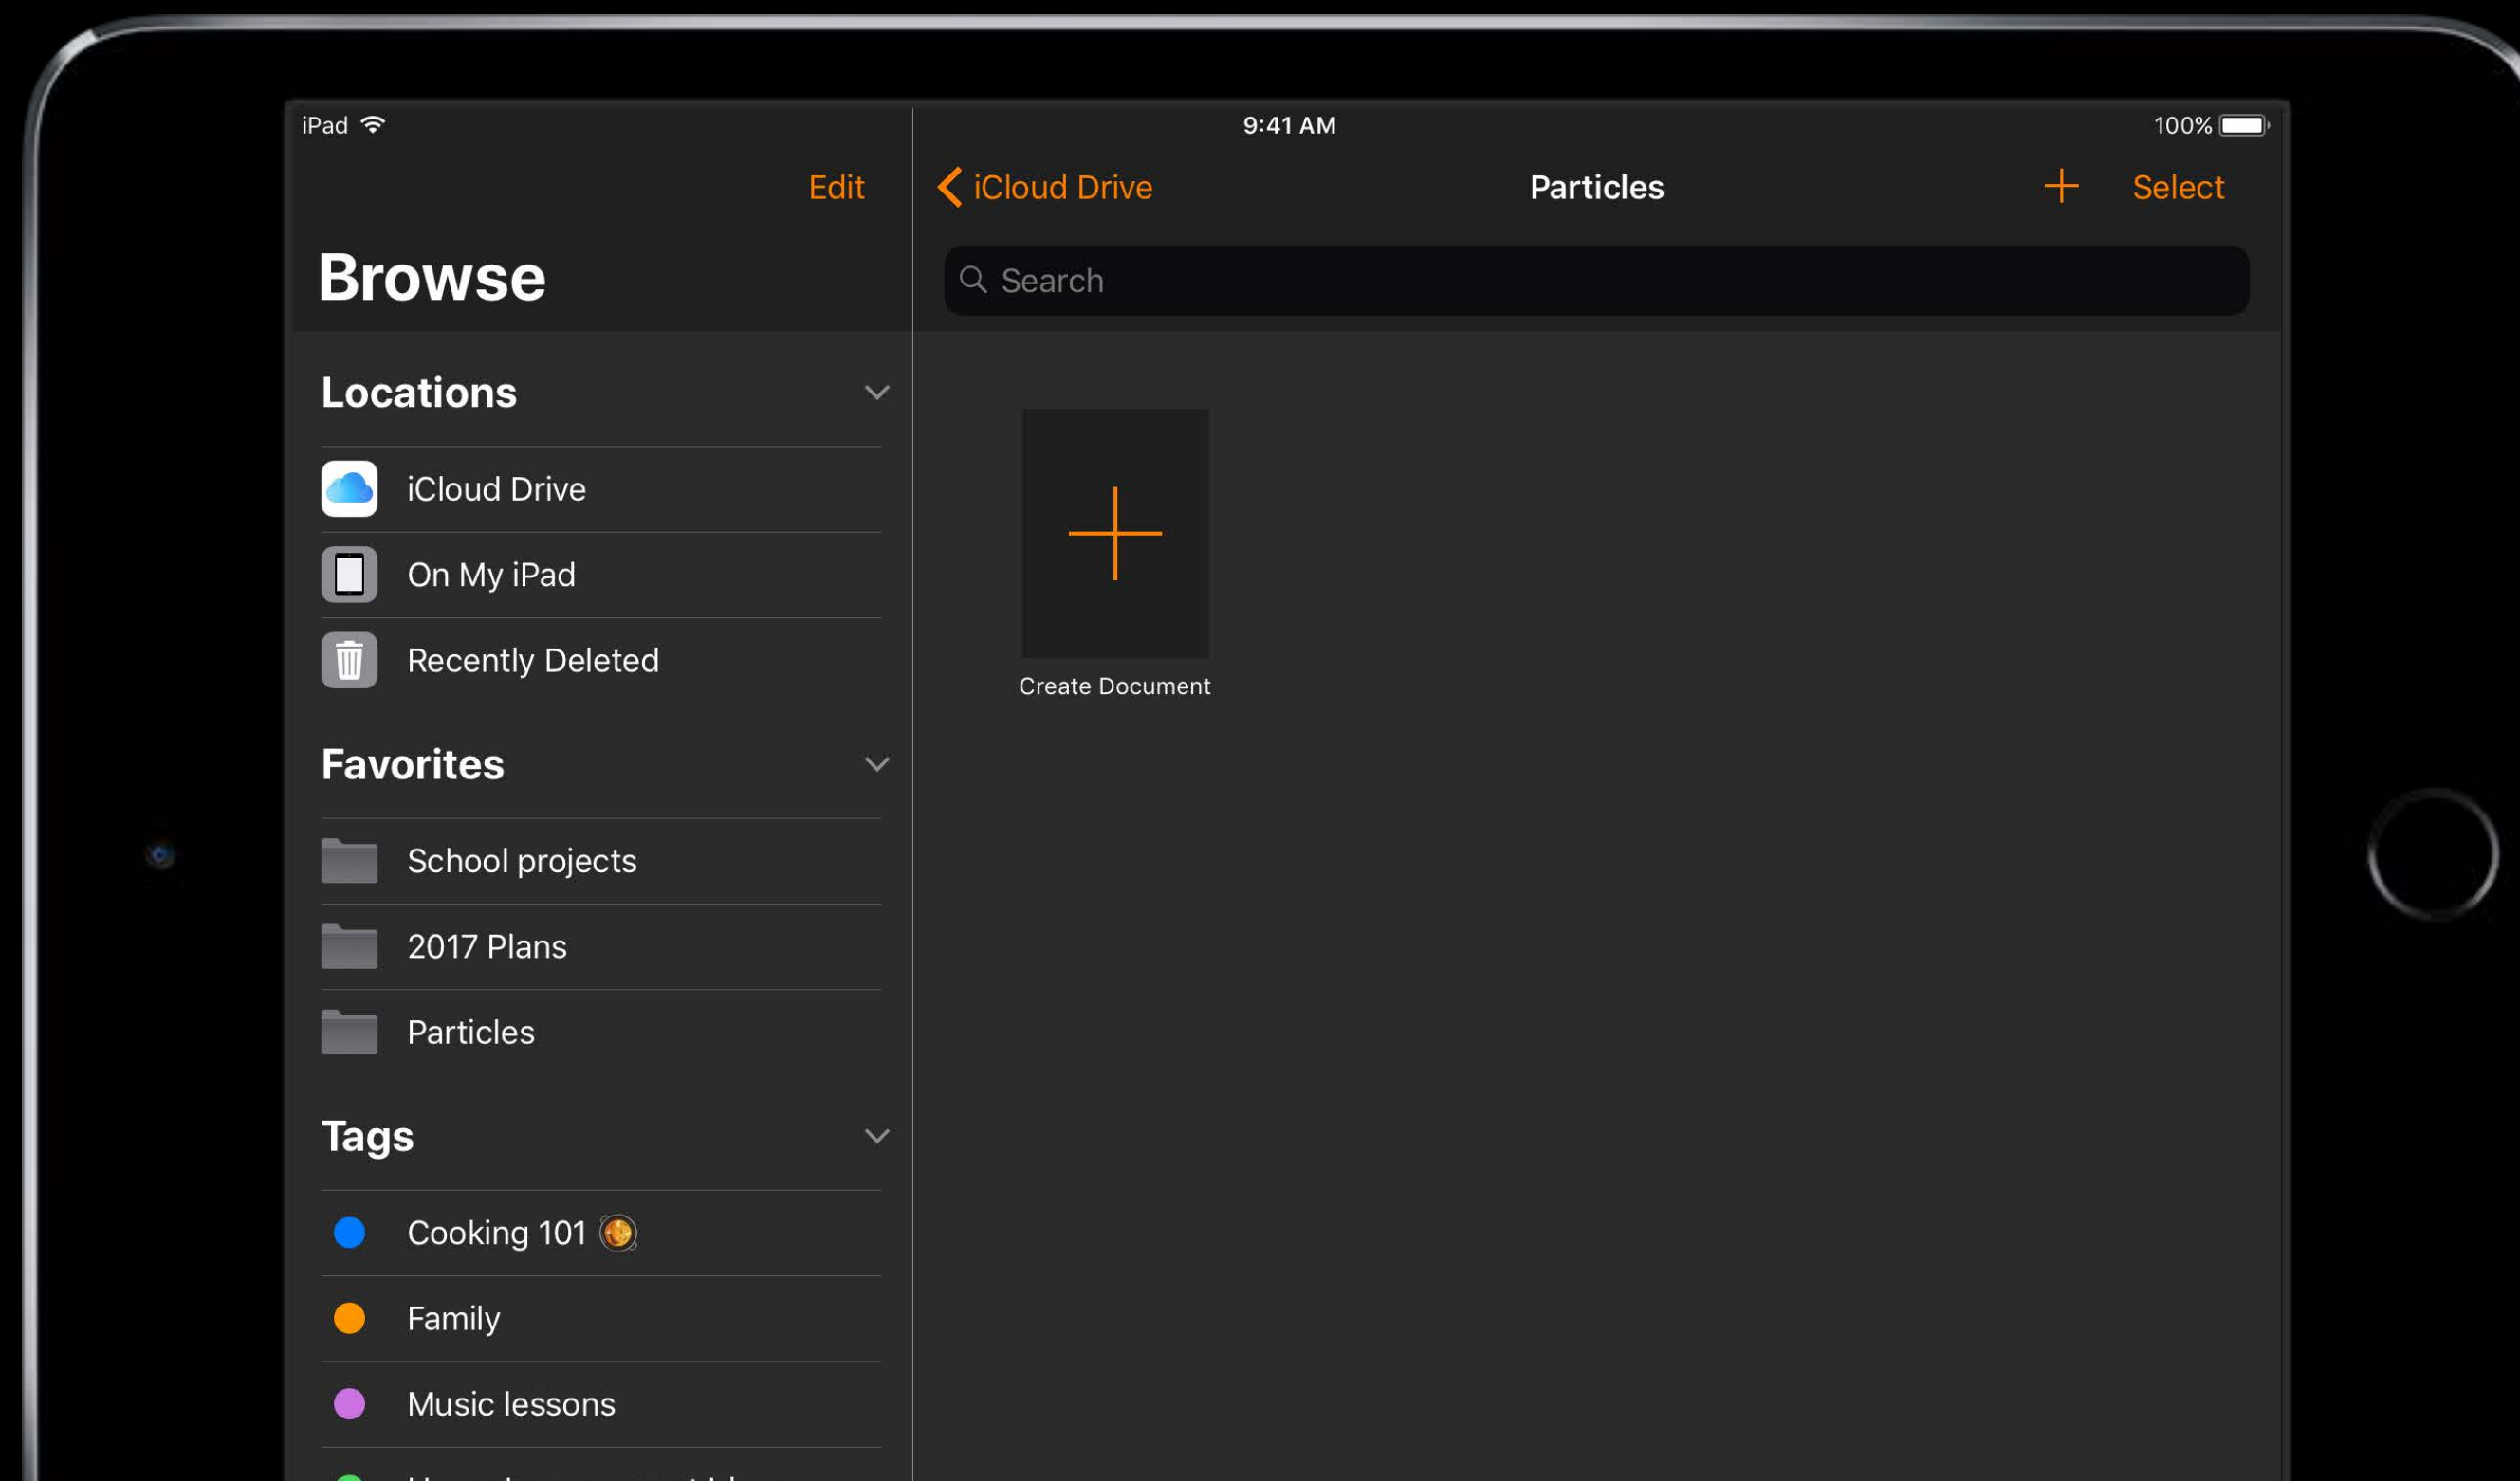 iPad
9:41 AM
100%
Edit
iCloud Drive
Particles
Select
Browse
Search
Locations
iCloud Drive
On My iPad
Recently Deleted
Create Document
Favorites
School projects
2017 Plans
Particles
Tags
Cooking 101 🥘
Family
Music lessons